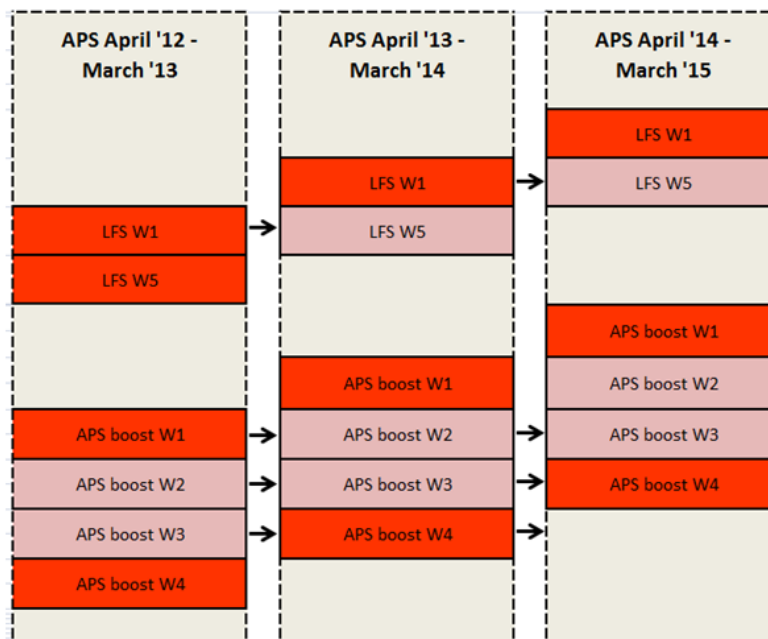 APS April '12 -
March '13
LFS W1
LFS W5
APS boost W1
APS boost W2
APS boost W3
APS boost W4
APS April '13 -
March '14
LFS W1
LFS W5
APS boost W1
APS boost W2
APS boost W3
APS boost W4
APS April '14 -
March '15
LFS W1
LFS W5
APS boost W1
APS boost W2
APS boost W3
APS boost W4